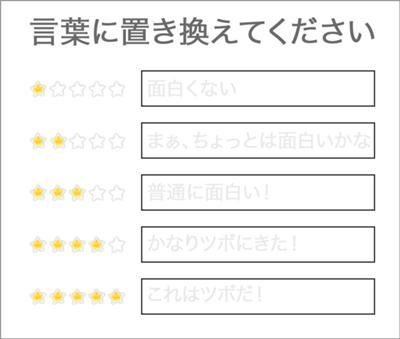 言葉に置き換えてください
面白くない
まぁ、ちょっとは面白いかな
普通に面白い！
かなりツボにきた！
これはツボだ！